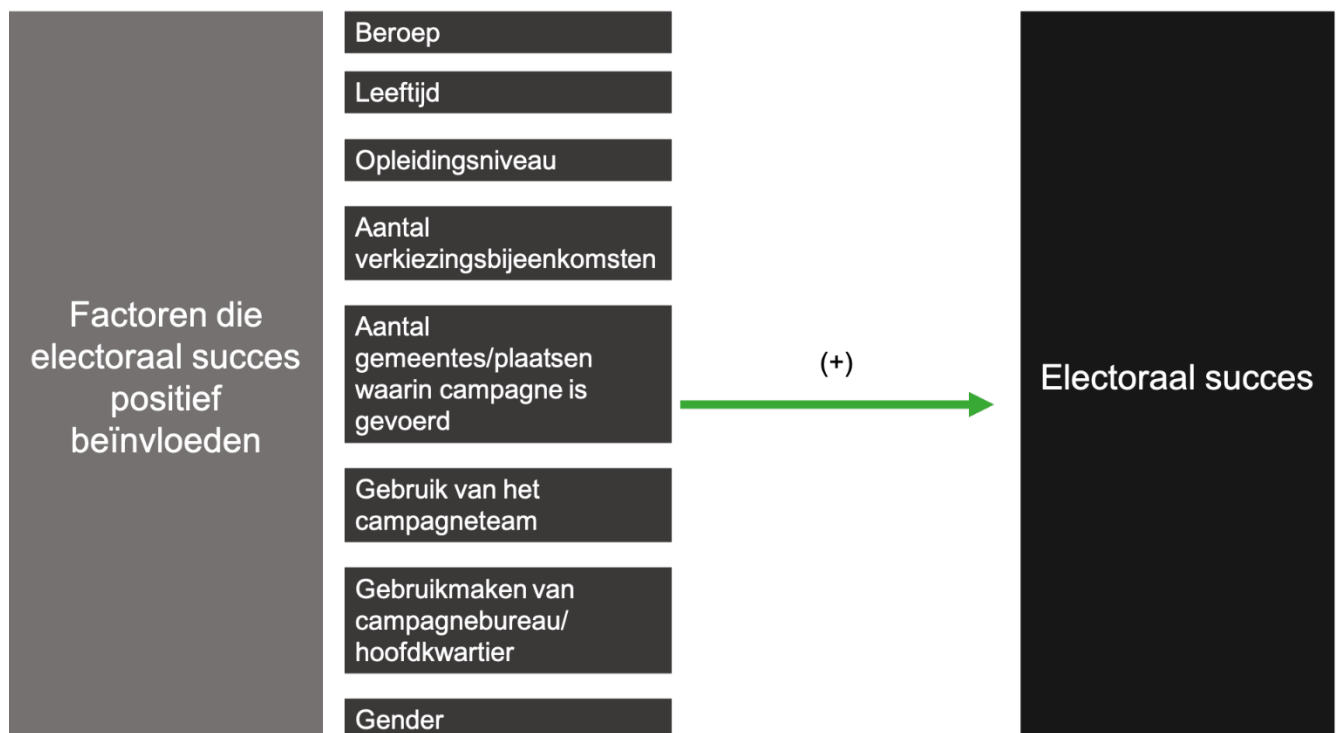 Factoren die
electoraal succes
positief
beïnvloeden
Beroep
Leeftijd
Opleidingsniveau
Aantal
verkiezingsbijeenkomsten
Aantal
gemeentes/plaatsen
waarin campagne is
gevoerd
Gebruik van het
campagneteam
Gebruikmaken van
campagnebureau/
hoofdkwartier
Gender
(+)
Electoraal succes